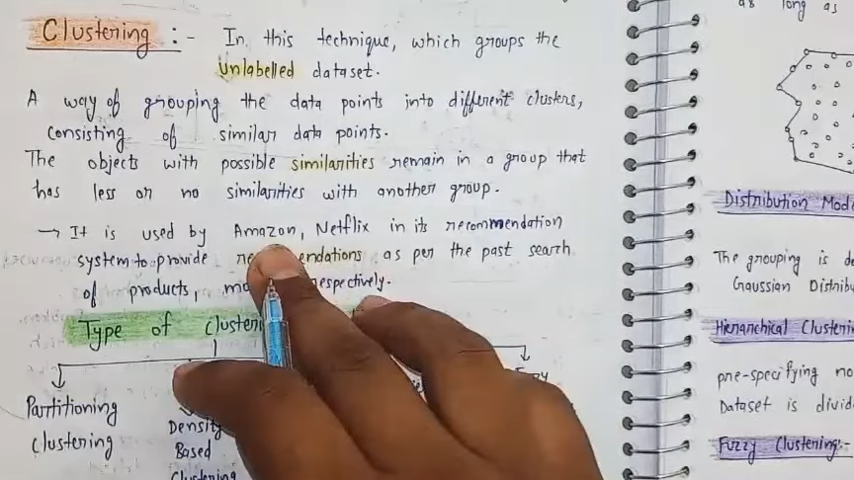 Clustering :- In this technique, which groups the
unlabelled dataset.
A way of grouping the data points into different clusters,
consisting of similar data points.
The objects with possible similarities remain in a group that
has less or no similarities with another group.
→ It is used by Amazon, Netflix in its recommendation
system to provide as per the past search
of products, respectively.
Type of
Partitioning
Clustering
Density
Based
Clustering
as long as
Distribution
The grouping is
Gaussian
Hierarchical
pre-specifying no
Dataset is
Fuzzy Clustering:-